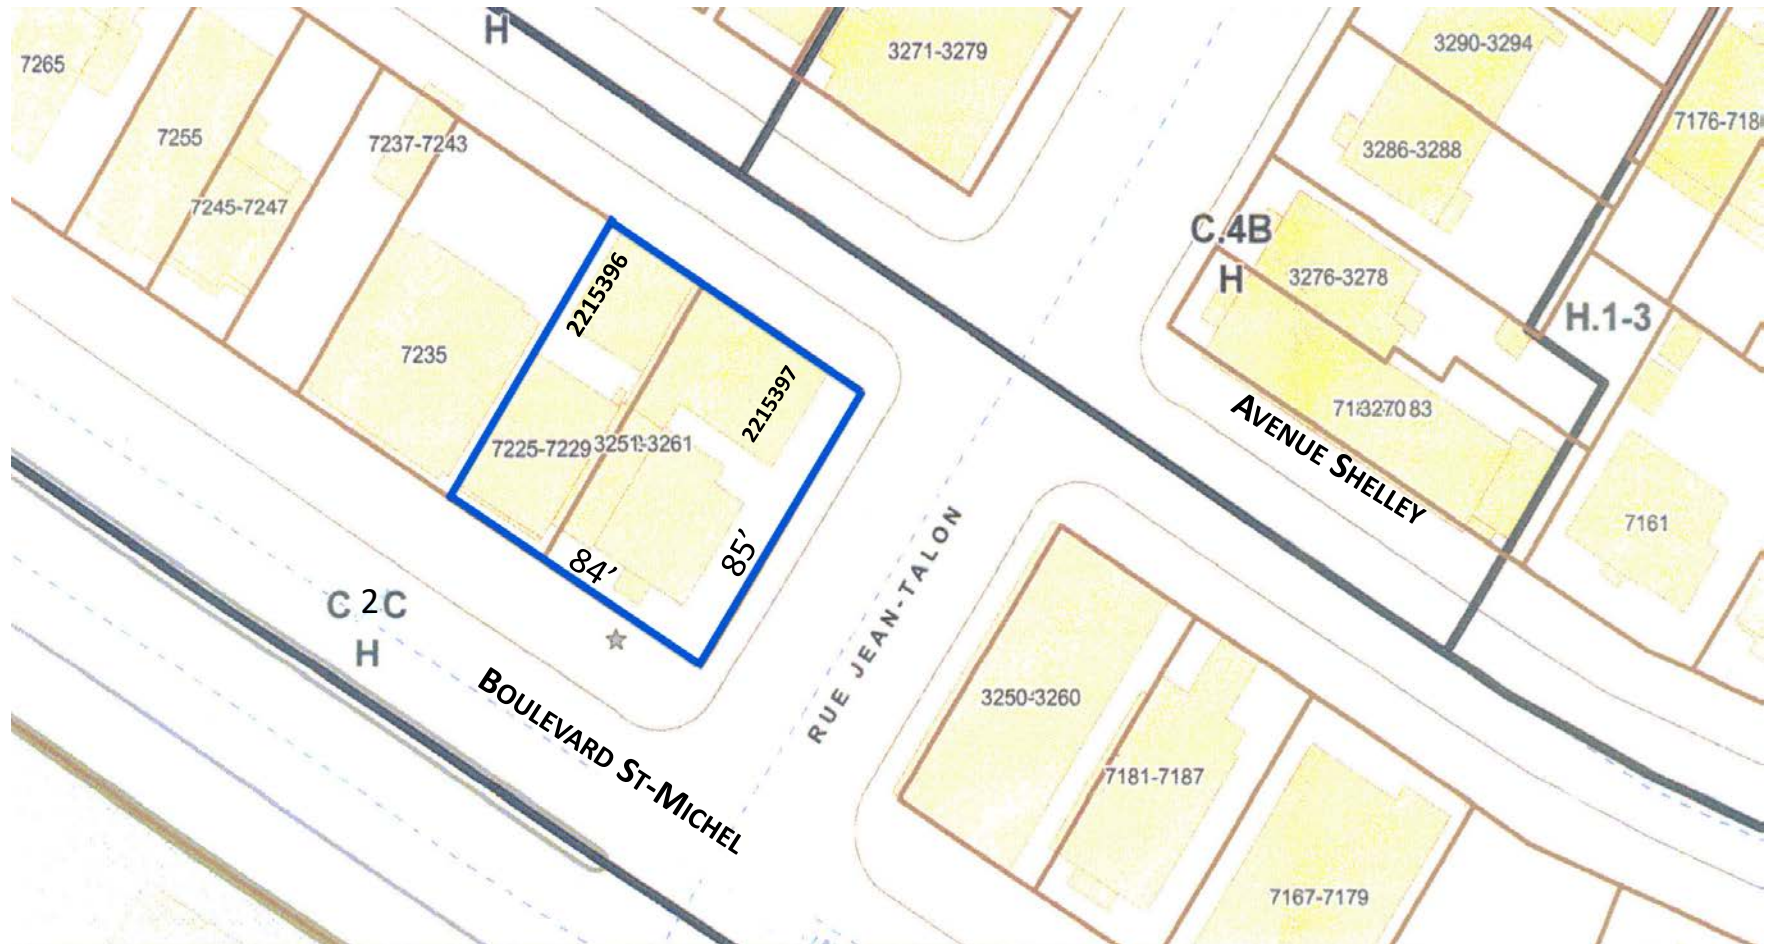 H
7265
3271-3279
3290-3294
7176-718
7255
7237-7243
3286-3288
7245-7247
C.4B
H
3276-3278
H.1-3
2215396
7235
2215397
7225-7229
3261
AVENUE SHELLEY
7161
84’
85’
RUE JEAN-TALON
C 2 C
H
BOULEVARD ST-MICHEL
3250-3260
7181-7187
7167-7179